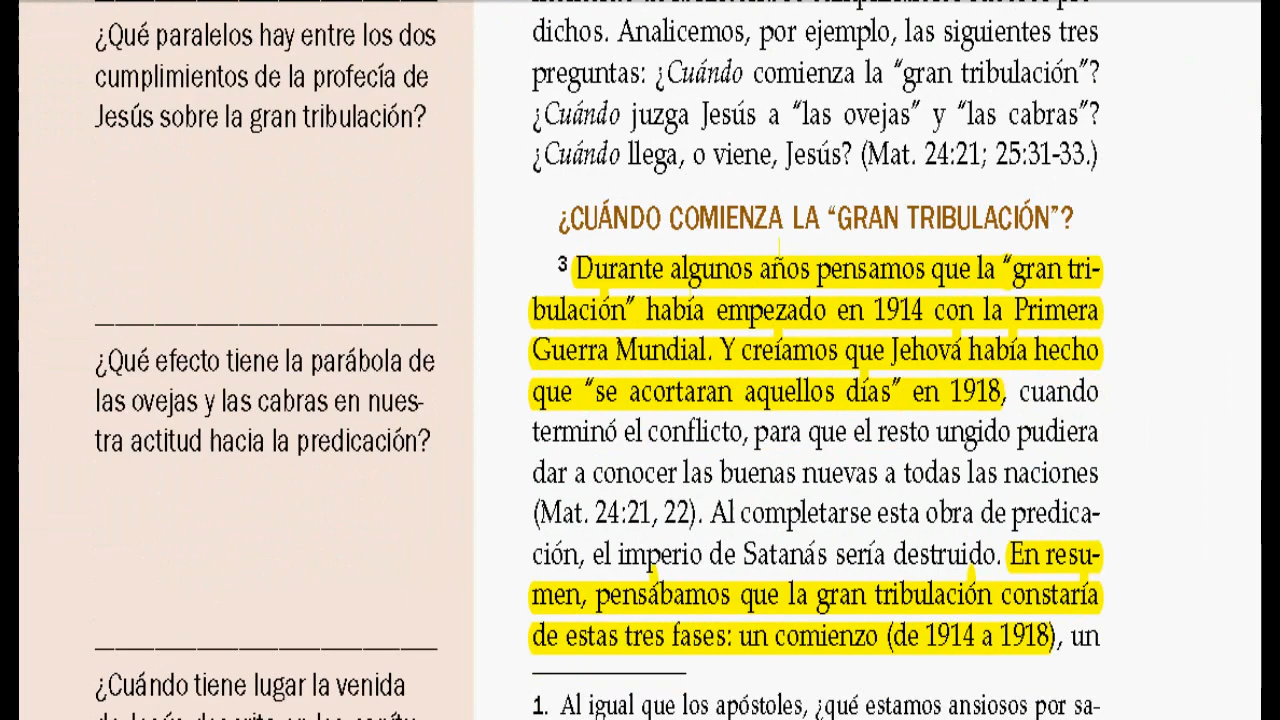 ¿Qué paralelos hay entre los dos
cumplimientos de la profecía de
Jesús sobre la gran tribulación?
¿Qué efecto tiene la parábola de
las ovejas y las cabras en nues-
tra actitud hacia la predicación?
¿Cuándo tiene lugar la venida
dichos. Analicemos, por ejemplo, las siguientes tres
preguntas: ¿Cuándo comienza la “gran tribulación”?
¿Cuándo juzga Jesús a “las ovejas” y “las cabras”?
¿Cuándo llega, o viene, Jesús? (Mat. 24:21; 25:31-33.)
¿CUÁNDO COMIENZA LA “GRAN TRIBULACIÓN”?
3 Durante algunos años pensamos que la “gran tri-
bulación” había empezado en 1914 con la Primera
Guerra Mundial. Y creíamos que Jehová había hecho
que “se acortaran aquellos días” en 1918, cuando
terminó el conflicto, para que el resto ungido pudiera
dar a conocer las buenas nuevas a todas las naciones
(Mat. 24:21, 22). Al completarse esta obra de predica-
ción, el imperio de Satanás sería destruido. En resu-
men, pensábamos que la gran tribulación constaría
de estas tres fases: un comienzo (de 1914 a 1918), un
1. Al igual que los apóstoles, ¿qué estamos ansiosos por sa-